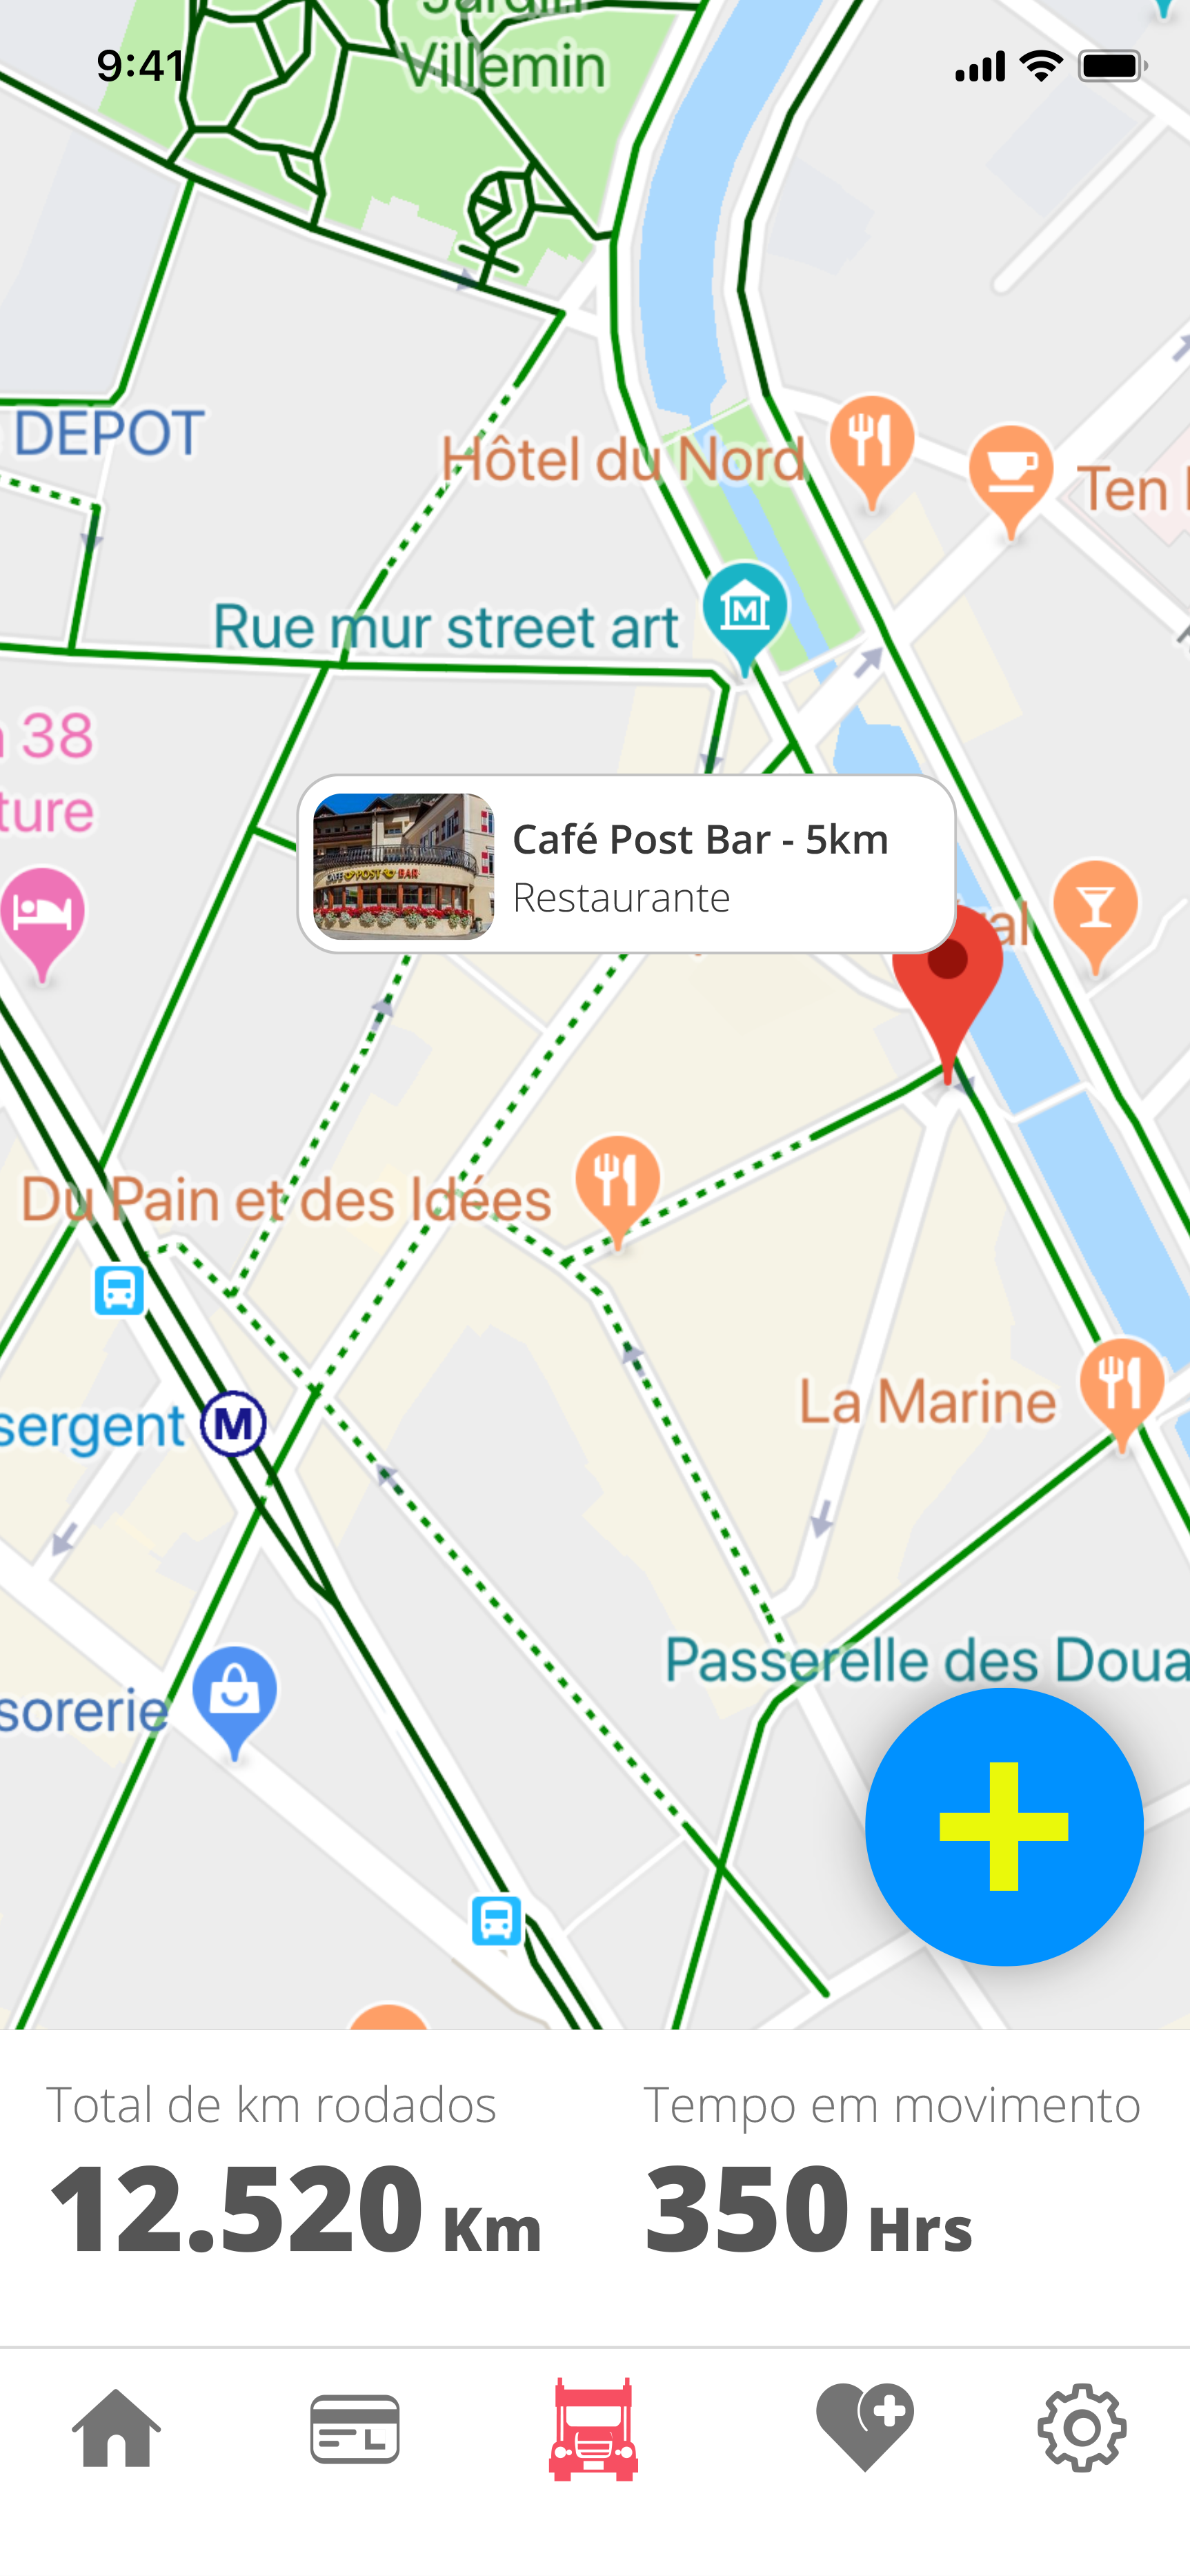 Jardin
Villemin
9:41
DEPOT
Hôtel du Nord
Ten
Rue mur street art
38
ture
Café Post Bar - 5km
Restaurante
CAFÉ POST BAR
al
Du Pain et des Idées
sergent
M
La Marine
Passerelle des Doua
sorerie
Total de km rodados
12.520 Km
Tempo em movimento
350 Hrs